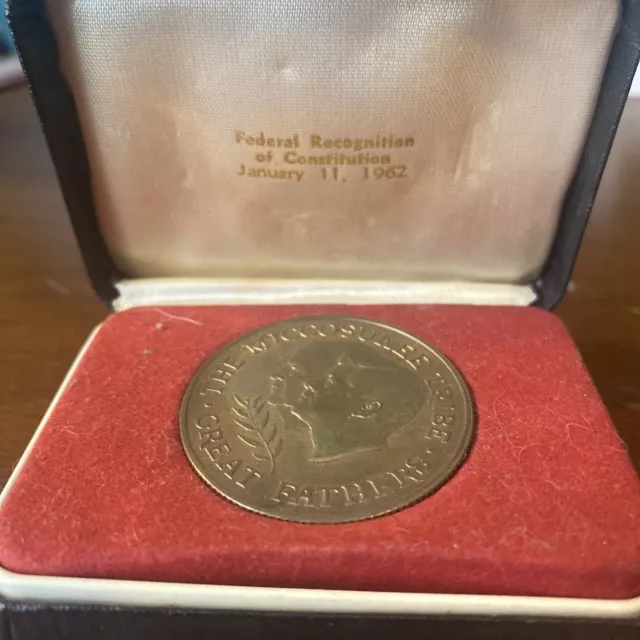 Federal Recognition
of Constitution
January 11, 1962
THE MICCOSUKEE TRIBE
GREAT FATHERS